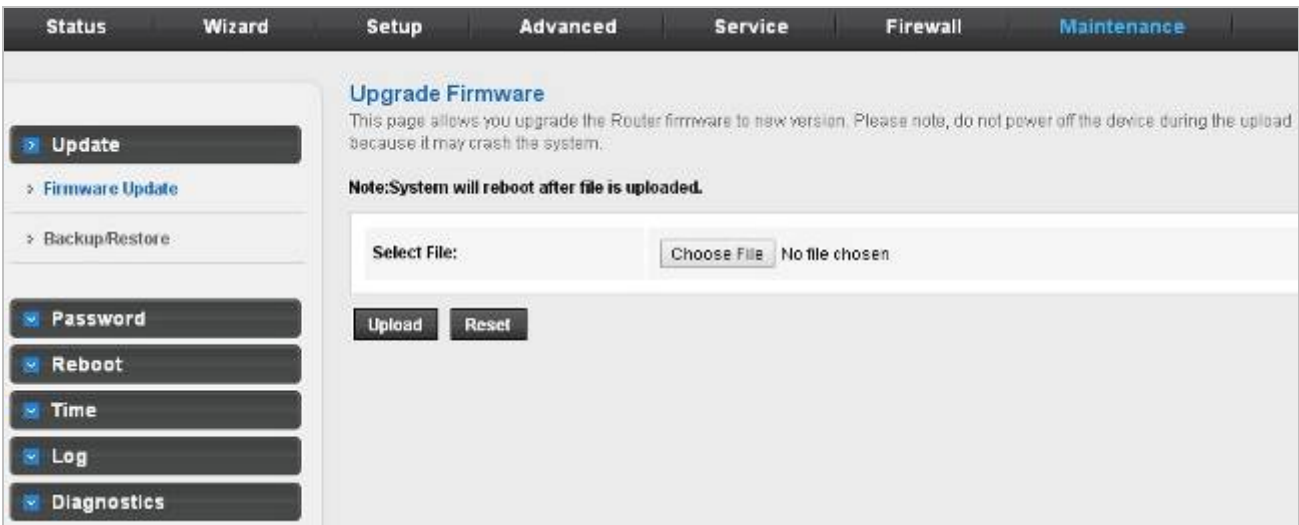 Status Wizard Setup Advanced Service Firewall Maintenance
Update
Firmware Update
Backup/Restore
Password
Reboot
Time
Log
Diagnostics
Upgrade Firmware
This page allows you upgrade the Router firmware to new version. Please note, do not power off the device during the upload
because it may crash the system.
Note:System will reboot after file is uploaded.
Select File: Choose File No file chosen
Upload Reset